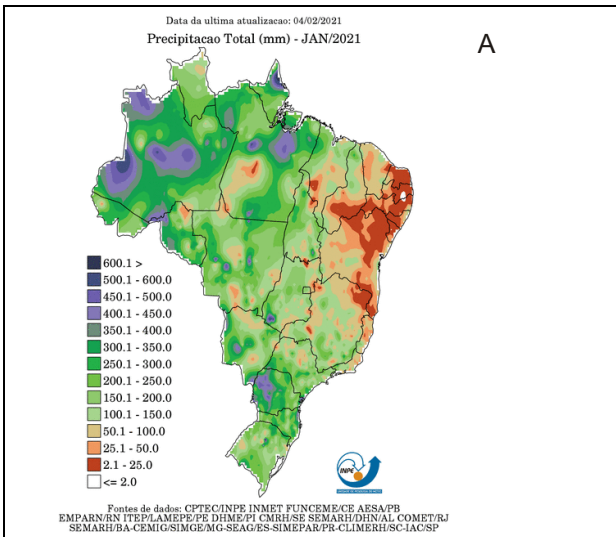 Data da ultima atualizacao: 04/02/2021
Precipitacao Total (mm) - JAN/2021
A
600.1 >
500.1 - 600.0
450.1 - 500.0
400.1 - 450.0
350.1 - 400.0
300.1 - 350.0
250.1 - 300.0
200.1 - 250.0
150.1 - 200.0
100.1 - 150.0
50.1 - 100.0
25.1 - 50.0
2.1 - 25.0
<= 2.0
INPE
Fontes de dados: CPTEC/INPE INMET FUNCEME/CE AESA/PB
EMPARN/RN ITEP/LAMEPE/PE DHME/PI CMRH/SE SEMARH/DHN/AL COMET/RJ
SEMARH/BA-CEMIG/SIMGE/MG-SEAG/ES-SIMEPAR/PR-CLIMERH/SC-IAC/SP